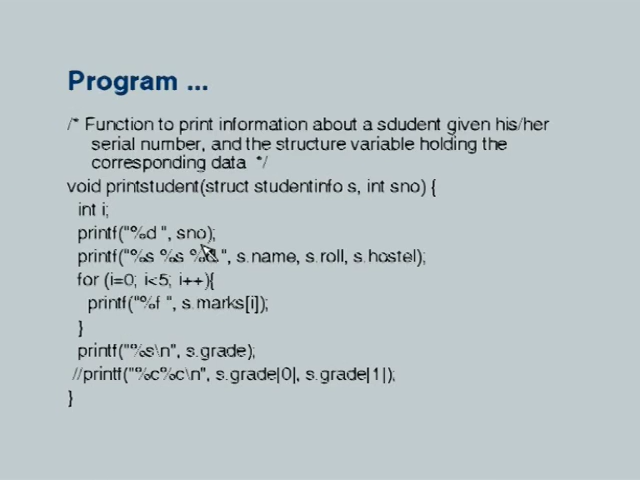 Program ...
/* Function to print information about a sdudent given his/her
serial number, and the structure variable holding the
corresponding data */
void printstudent(struct studentinfo s, int sno) {
int i;
printf("%d ", sno);
printf("%s %s %d ", s.name, s.roll, s.hostel);
for (i=0; i<5; i++){
printf("%f ", s.marks[i]);
}
printf("%s\n", s.grade);
//printf("%c%c\n", s.grade[0], s.grade[1]);
}